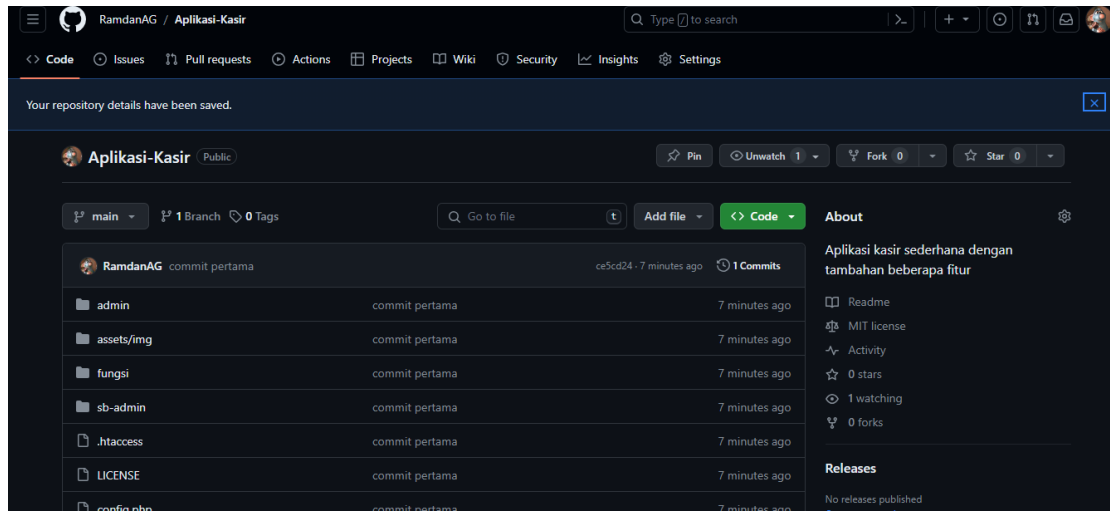 RamdanAG / Aplikasi-Kasir
Type / to search
Code Issues Pull requests Actions Projects Wiki Security Insights Settings
Your repository details have been saved.
Aplikasi-Kasir Public
Pin Unwatch 1 Fork 0 Star 0
main 1 Branch 0 Tags Go to file t Add file <> Code
RamdanAG commit pertama ce5cd24 · 7 minutes ago 1 Commits
admin commit pertama 7 minutes ago
assets/img commit pertama 7 minutes ago
fungsi commit pertama 7 minutes ago
sb-admin commit pertama 7 minutes ago
.htaccess commit pertama 7 minutes ago
LICENSE commit pertama 7 minutes ago
config.php commit pertama 7 minutes ago
About
Aplikasi kasir sederhana dengan
tambahan beberapa fitur
Readme
MIT license
Activity
0 stars
1 watching
0 forks
Releases
No releases published